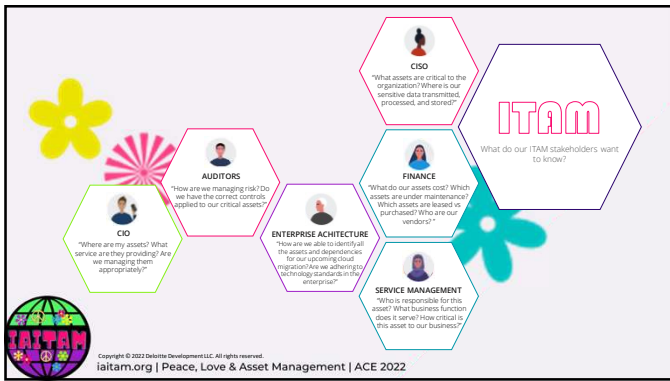 CISO
"What assets are critical to the
organization? Where is our
sensitive data transmitted,
processed, and stored?"
ITAM
What do our ITAM stakeholders want
to know?
AUDITORS
"How are we managing risk? Do
we have the correct controls
applied to our critical assets?"
FINANCE
"What do our assets cost? Which
assets are under maintenance?
Which assets are leased vs
purchased? Who are our
vendors? "
CIO
"Where are my assets? What
service are they providing? Are
we managing them
appropriately?"
ENTERPRISE ACHITECTURE
"How are we able to identify all
the assets and dependencies
for our upcoming cloud
migration? Are we adhering to
technology standards in the
enterprise?"
SERVICE MANAGEMENT
"Who is responsible for this
asset? What business function
does it serve? How critical is
this asset to our business?"
IAITAM
Copyright © 2022 Deloitte Development LLC. All rights reserved.
iaitam.org | Peace, Love & Asset Management | ACE 2022